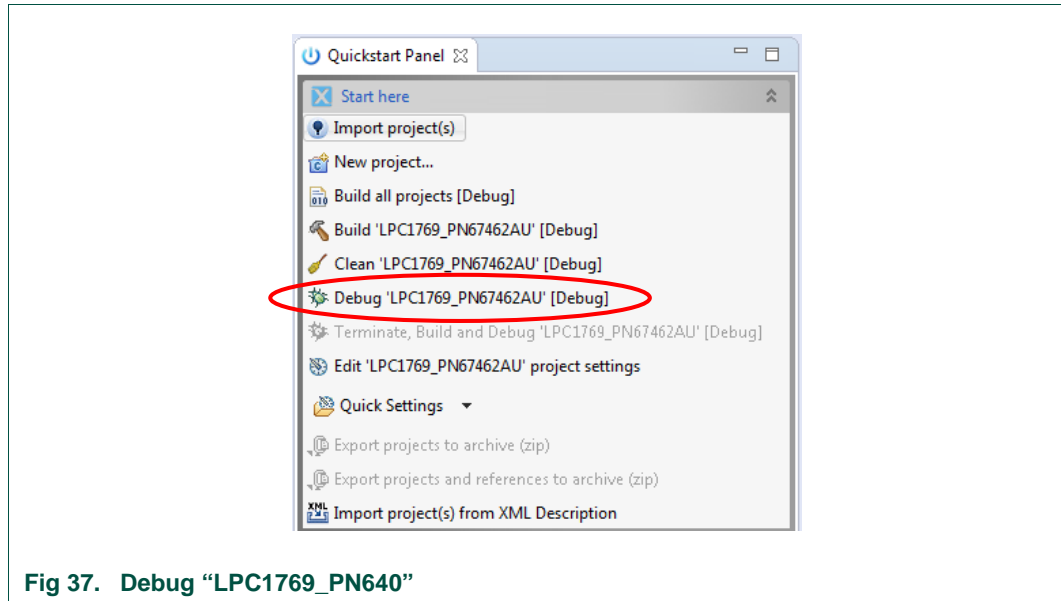 Quickstart Panel
Start here
Import project(s)
New project...
Build all projects [Debug]
Build 'LPC1769_PN67462AU' [Debug]
Clean 'LPC1769_PN67462AU' [Debug]
Debug 'LPC1769_PN67462AU' [Debug]
Terminate, Build and Debug 'LPC1769_PN67462AU' [Debug]
Edit 'LPC1769_PN67462AU' project settings
Quick Settings
Export projects to archive (zip)
Export projects and references to archive (zip)
Import project(s) from XML Description
Fig 37. Debug “LPC1769_PN640”